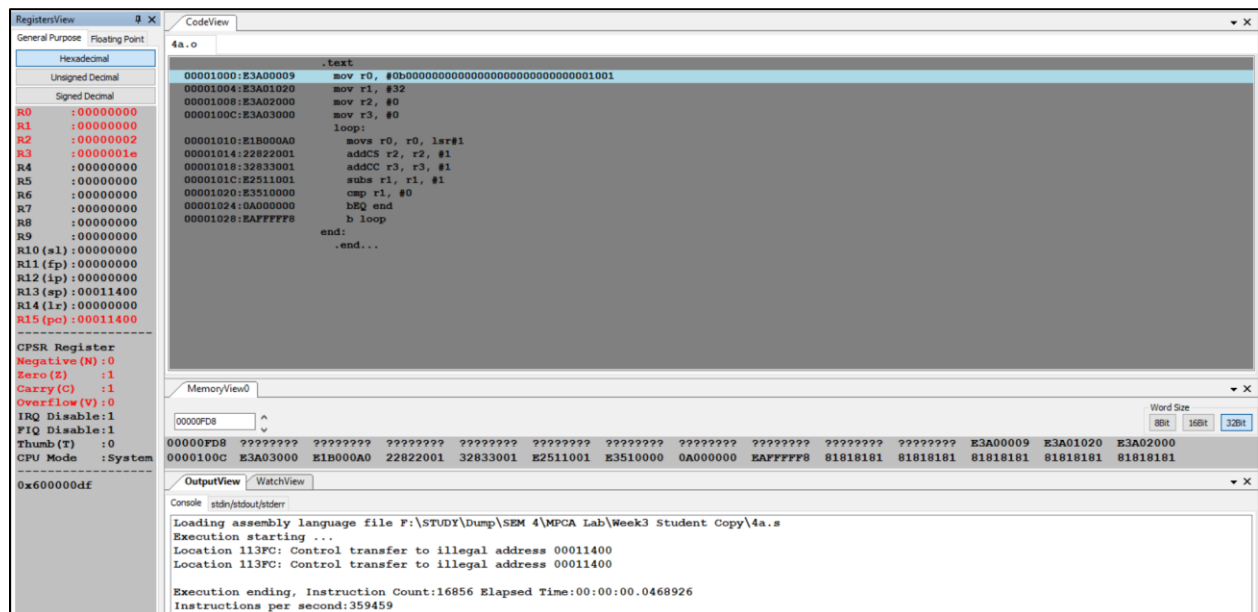 RegistersView
General Purpose Floating Point
Hexadecimal
Unsigned Decimal
Signed Decimal
R0 :00000000
R1 :00000000
R2 :00000002
R3 :0000001e
R4 :00000000
R5 :00000000
R6 :00000000
R7 :00000000
R8 :00000000
R9 :00000000
R10(sl):00000000
R11(fp):00000000
R12(ip):00000000
R13(sp):00011400
R14(lr):00000000
R15(pc):00011400
-------------------
CPSR Register
Negative(N):0
Zero(Z) :1
Carry(C) :1
Overflow(V):0
IRQ Disable:1
FIQ Disable:1
Thumb(T) :0
CPU Mode :System
-------------------
0x600000df
CodeView
4a.o
.text
00001000:E3A00009 mov r0, #0b00000000000000000000000000001001
00001004:E3A01020 mov r1, #32
00001008:E3A02000 mov r2, #0
0000100C:E3A03000 mov r3, #0
loop:
00001010:E1B000A0 movs r0, r0, lsr#1
00001014:22822001 addCS r2, r2, #1
00001018:32833001 addCC r3, r3, #1
0000101C:E2511001 subs r1, r1, #1
00001020:E3510000 cmp r1, #0
00001024:0A000000 bEQ end
00001028:EAFFFFF8 b loop
end:
.end...
MemoryView0
00000FD8
Word Size
8Bit 16Bit 32Bit
00000FD8 ???????? ???????? ???????? ???????? ???????? ???????? ???????? ???????? ???????? ???????? E3A00009 E3A01020 E3A02000
0000100C E3A03000 E1B000A0 22822001 32833001 E2511001 E3510000 0A000000 EAFFFFF8 81818181 81818181 81818181 81818181 81818181
OutputView WatchView
Console stdin/stdout/stderr
Loading assembly language file F:\STUDY\Dump\SEM 4\MPCA Lab\Week3 Student Copy\4a.s
Execution starting ...
Location 113FC: Control transfer to illegal address 00011400
Location 113FC: Control transfer to illegal address 00011400
Execution ending, Instruction Count:16856 Elapsed Time:00:00:00.0468926
Instructions per second:359459